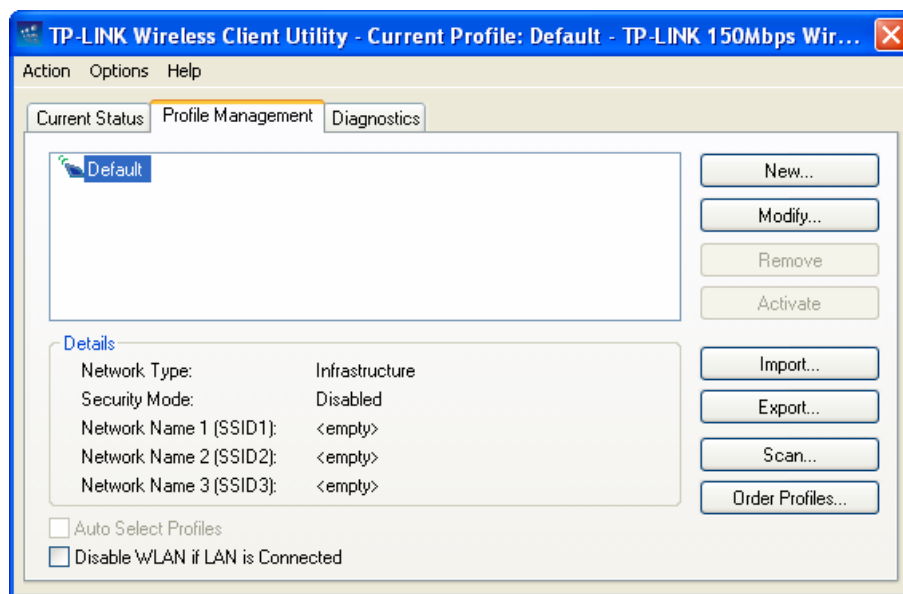 TP-LINK Wireless Client Utility - Current Profile: Default - TP-LINK 150Mbps Wir...
Action Options Help
Current Status Profile Management Diagnostics
Default
New...
Modify...
Remove
Activate
Details
Network Type: Infrastructure
Security Mode: Disabled
Network Name 1 (SSID1): <empty>
Network Name 2 (SSID2): <empty>
Network Name 3 (SSID3): <empty>
Import...
Export...
Scan...
Order Profiles...
Auto Select Profiles
Disable WLAN if LAN is Connected